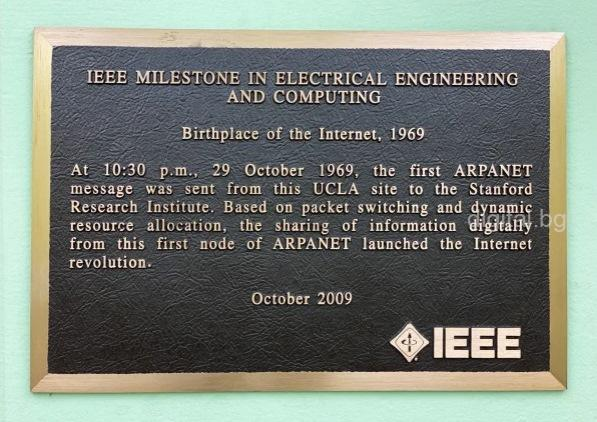 IEEE MILESTONE IN ELECTRICAL ENGINEERING
AND COMPUTING
Birthplace of the Internet, 1969
At 10:30 p.m., 29 October 1969, the first ARPANET
message was sent from this UCLA site to the Stanford
Research Institute. Based on packet switching and dynamic
resource allocation, the sharing of information digitally
from this first node of ARPANET launched the Internet
revolution.
October 2009
IEEE
digital.bg